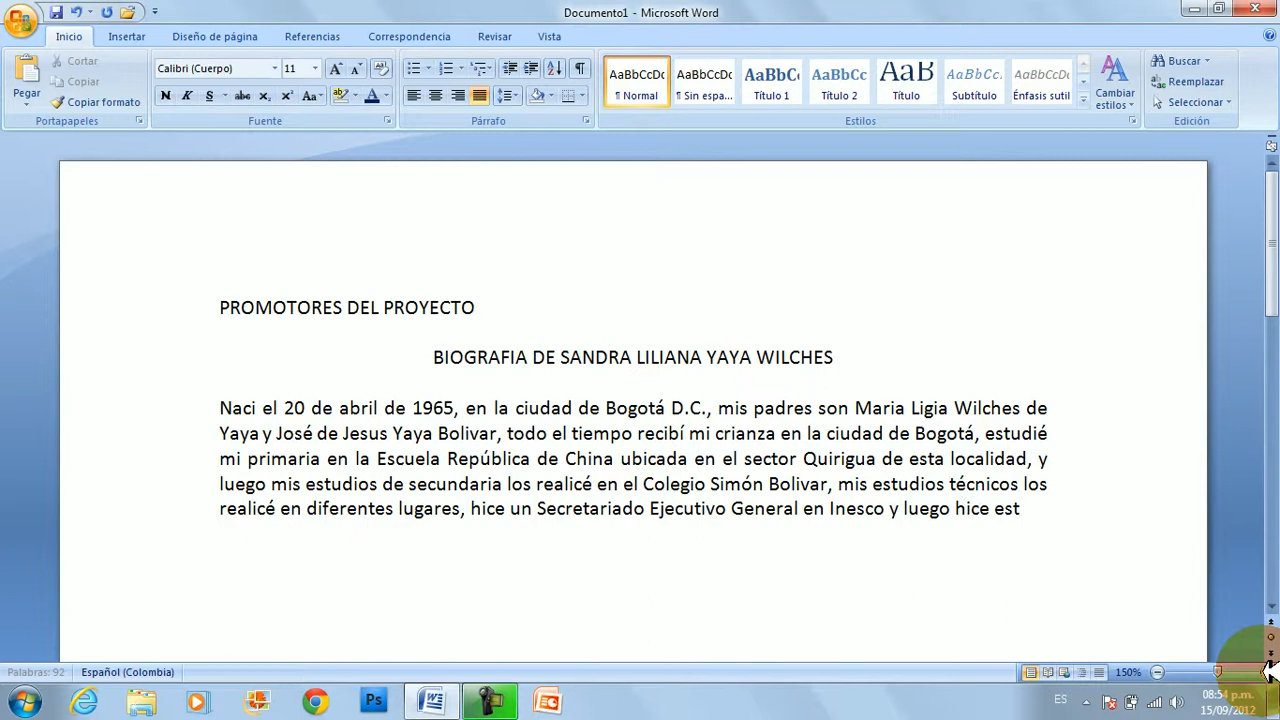 Documento1 - Microsoft Word
Inicio Insertar Diseño de página Referencias Correspondencia Revisar Vista
Pegar
Cortar
Copiar
Copiar formato
Portapapeles
Calibri (Cuerpo) 11
N K S abe x₂ x² Aa
Fuente
Párrafo
AaBbCcDc ¶ Normal
AaBbCcD ¶ Sin espa...
AaBbC Título 1
AaBbCc Título 2
AaB Título
AaBbCc. Subtítulo
AaBbCcDc Énfasis sutil
Cambiar estilos
Estilos
Buscar
Reemplazar
Seleccionar
Edición
PROMOTORES DEL PROYECTO
BIOGRAFIA DE SANDRA LILIANA YAYA WILCHES
Naci el 20 de abril de 1965, en la ciudad de Bogotá D.C., mis padres son Maria Ligia Wilches de
Yaya y José de Jesus Yaya Bolivar, todo el tiempo recibí mi crianza en la ciudad de Bogotá, estudié
mi primaria en la Escuela República de China ubicada en el sector Quirigua de esta localidad, y
luego mis estudios de secundaria los realicé en el Colegio Simón Bolivar, mis estudios técnicos los
realicé en diferentes lugares, hice un Secretariado Ejecutivo General en Inesco y luego hice est
Palabras: 92 Español (Colombia) 150%
Ps ES 08:54 p.m.
15/09/2012